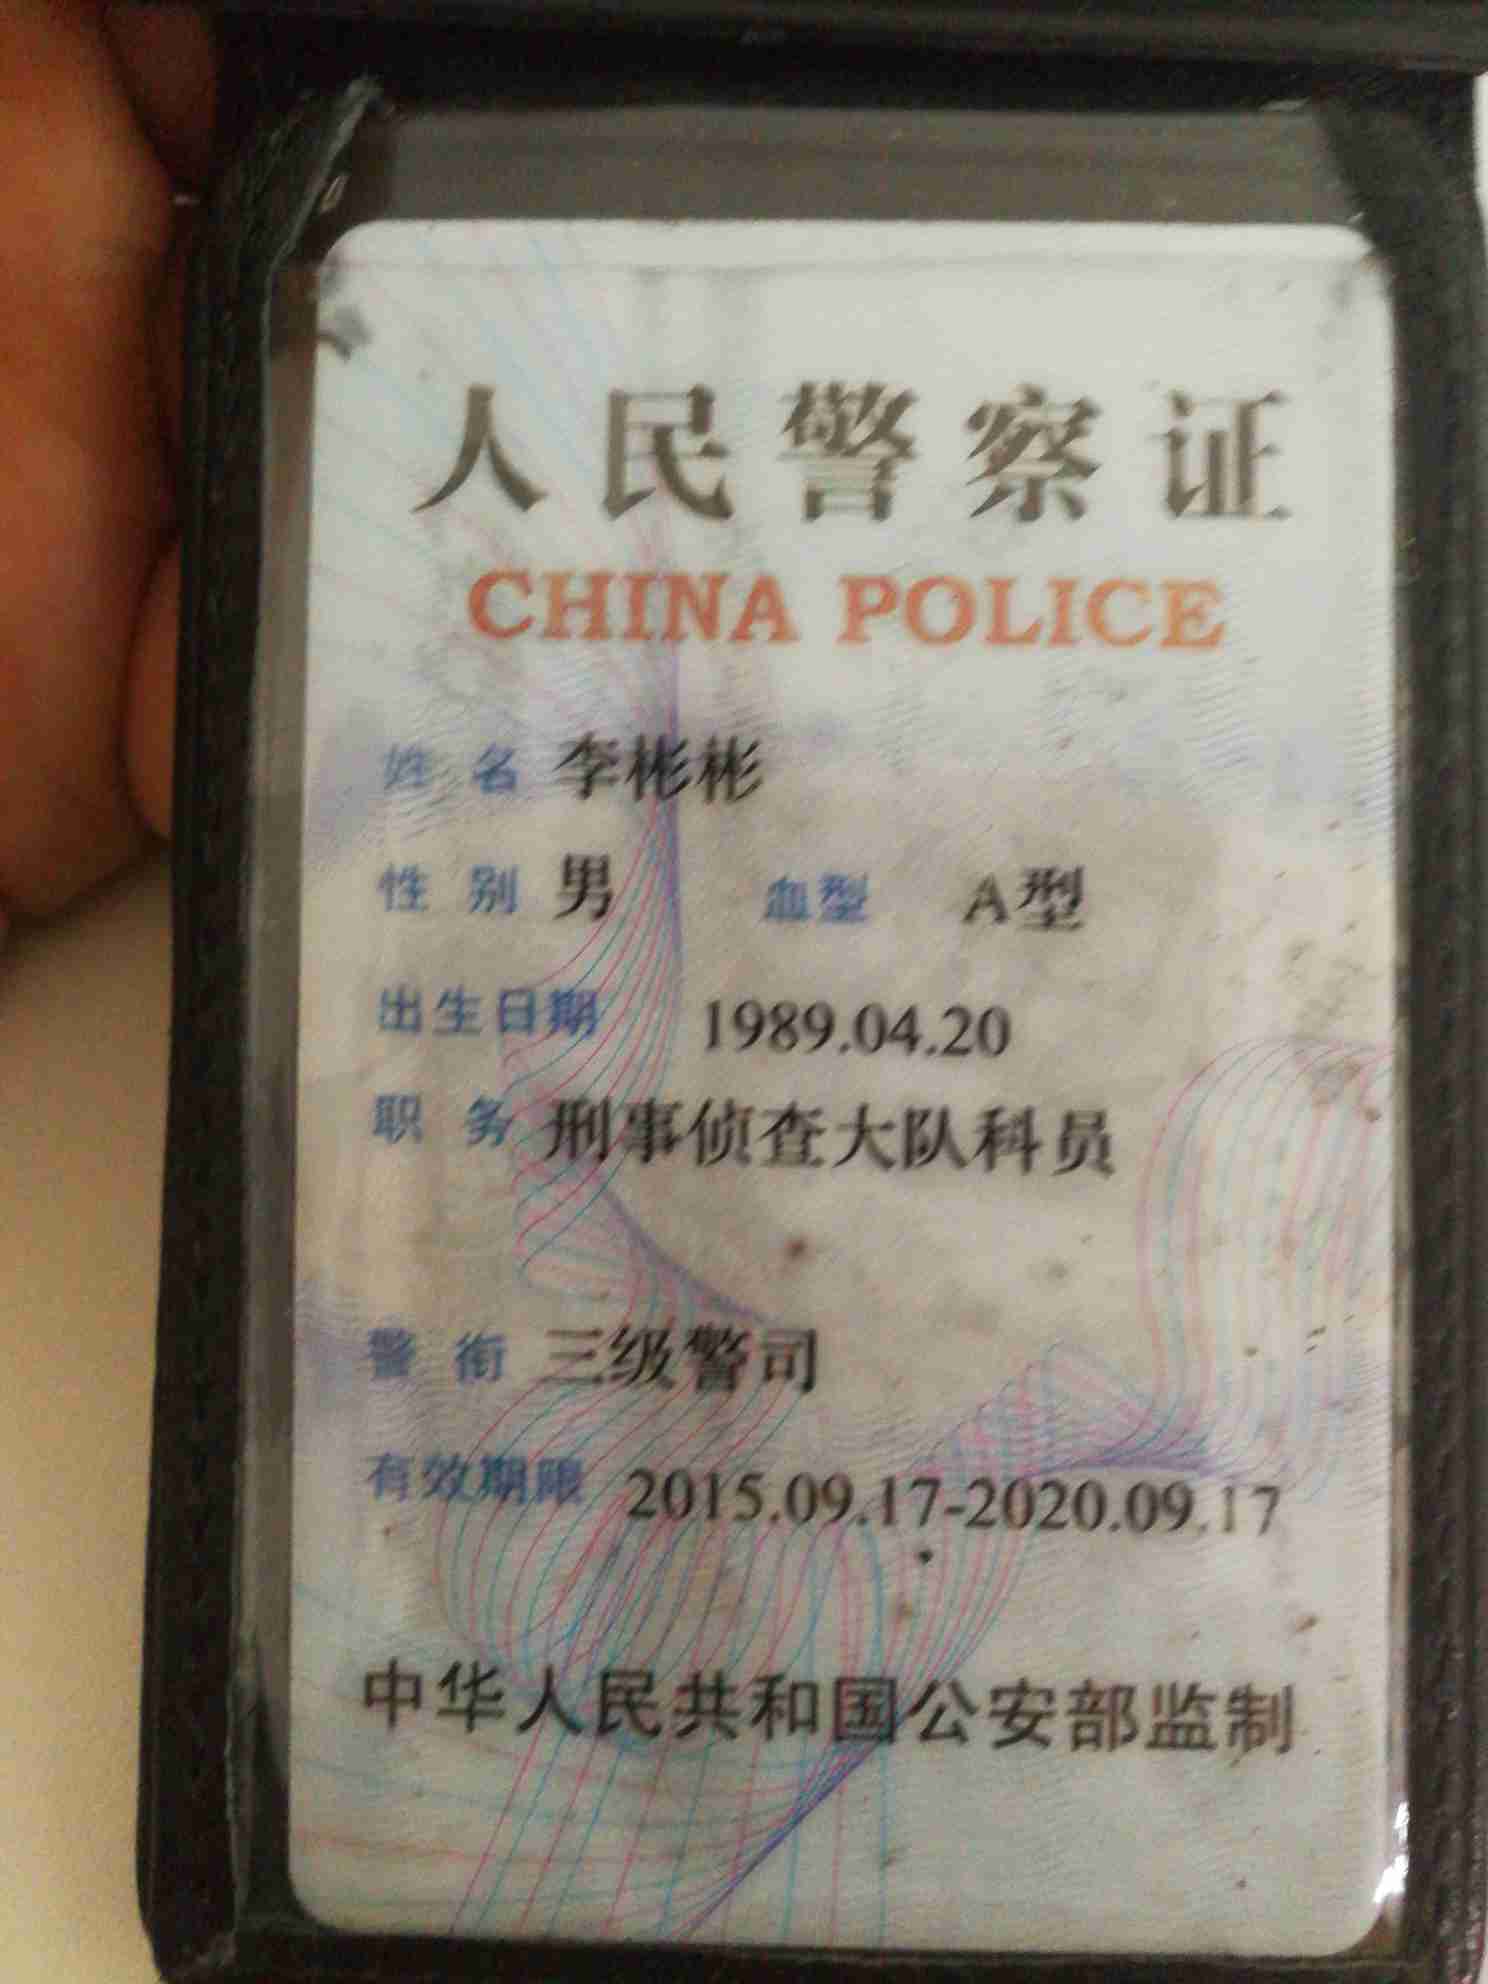 人民警察证
CHINA POLICE
姓名 李彬彬
性别 男 血型 A型
出生日期 1989.04.20
职务 刑事侦查大队科员
警衔 三级警司
有效期限 2015.09.17-2020.09.17
中华人民共和国公安部监制